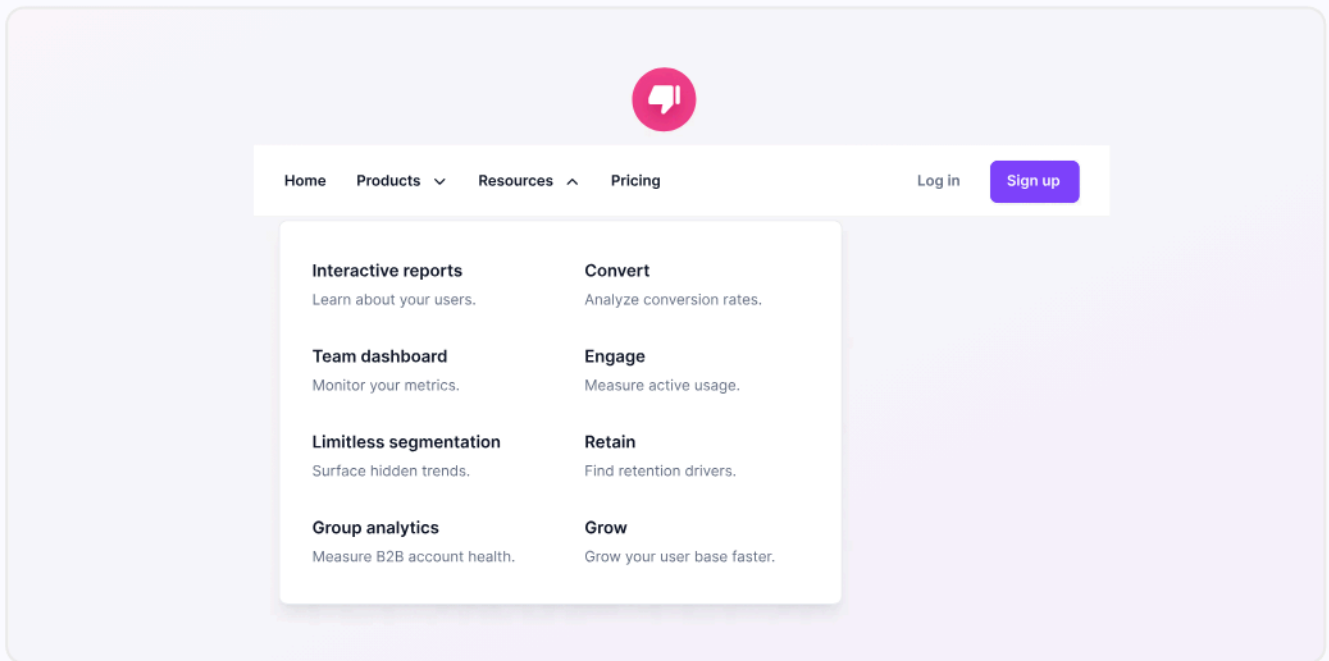 Home Products Resources Pricing Log in Sign up
Interactive reports
Learn about your users.
Team dashboard
Monitor your metrics.
Limitless segmentation
Surface hidden trends.
Group analytics
Measure B2B account health.
Convert
Analyze conversion rates.
Engage
Measure active usage.
Retain
Find retention drivers.
Grow
Grow your user base faster.